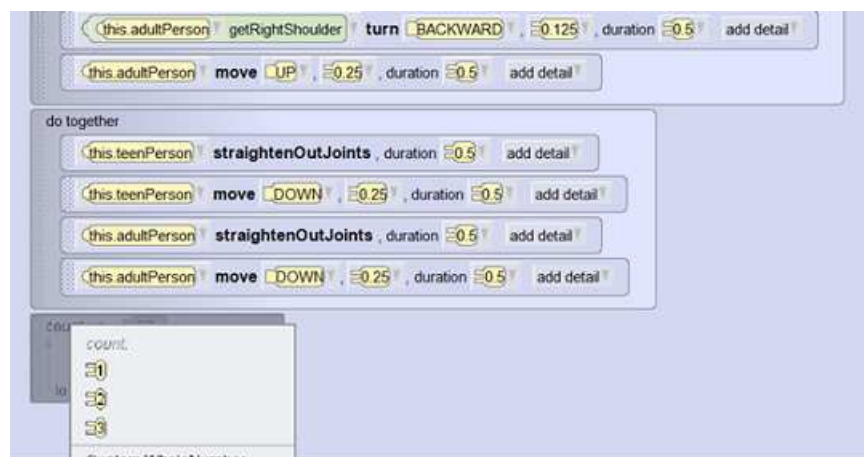 this.adultPerson getRightShoulder turn BACKWARD , 0.125 , duration 0.5 add detail
this.adultPerson move UP , 0.25 , duration 0.5 add detail
do together
this.teenPerson straightenOutJoints , duration 0.5 add detail
this.teenPerson move DOWN , 0.25 , duration 0.5 add detail
this.adultPerson straightenOutJoints , duration 0.5 add detail
this.adultPerson move DOWN , 0.25 , duration 0.5 add detail
count:
1
2
3